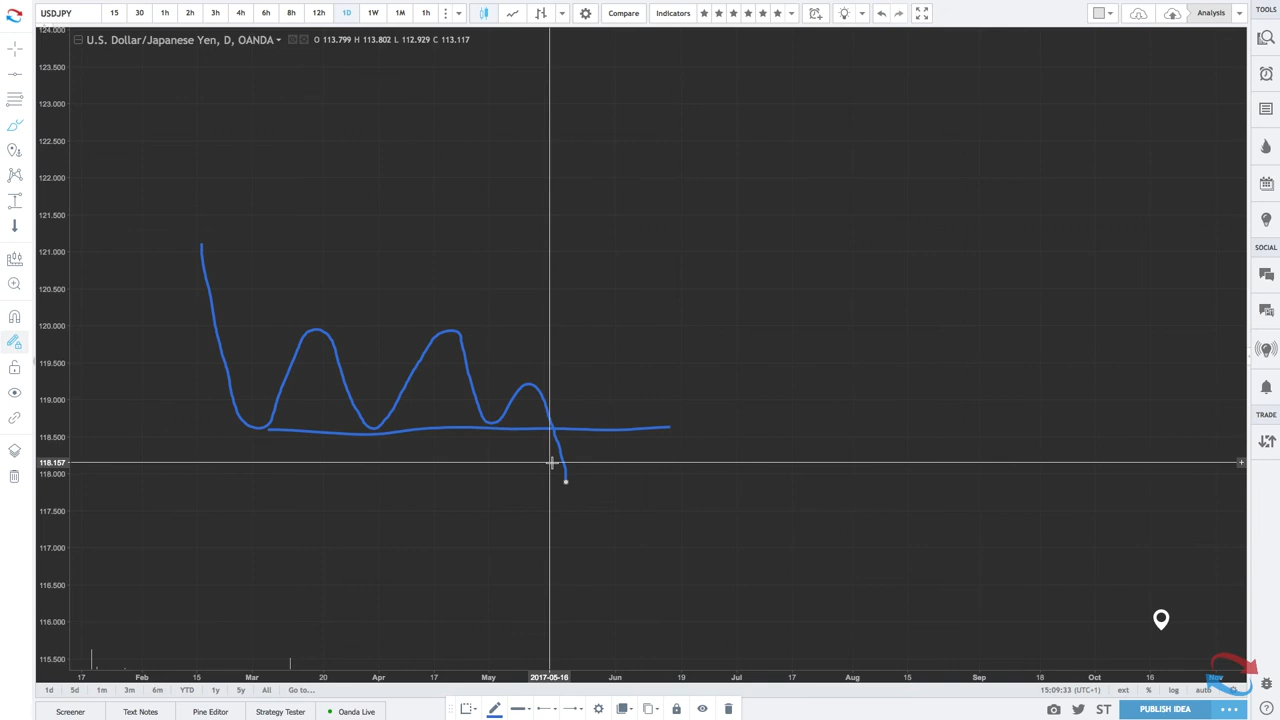 USDJPY 15 30 1h 2h 3h 4h 6h 8h 12h 1D 1W 1M 1h Compare Indicators Analysis TOOLS
U.S. Dollar/Japanese Yen, D, OANDA O 113.799 H 113.802 L 112.929 C 113.117
124.000
123.500
123.000
122.500
122.000
121.500
121.000
120.500
120.000
119.500
119.000
118.500
118.157
118.000
117.500
117.000
116.500
116.000
115.500
SOCIAL
TRADE
17 Feb 15 Mar 20 Apr 17 May 2017-05-16 Jun 19 Jul 17 Aug Sep 18 Oct 16 Nov
1d 5d 1m 3m 6m YTD 1y 5y All Go to... 15:09:33 (UTC+1) ext % log auto
Screener Text Notes Pine Editor Strategy Tester Oanda Live ST PUBLISH IDEA